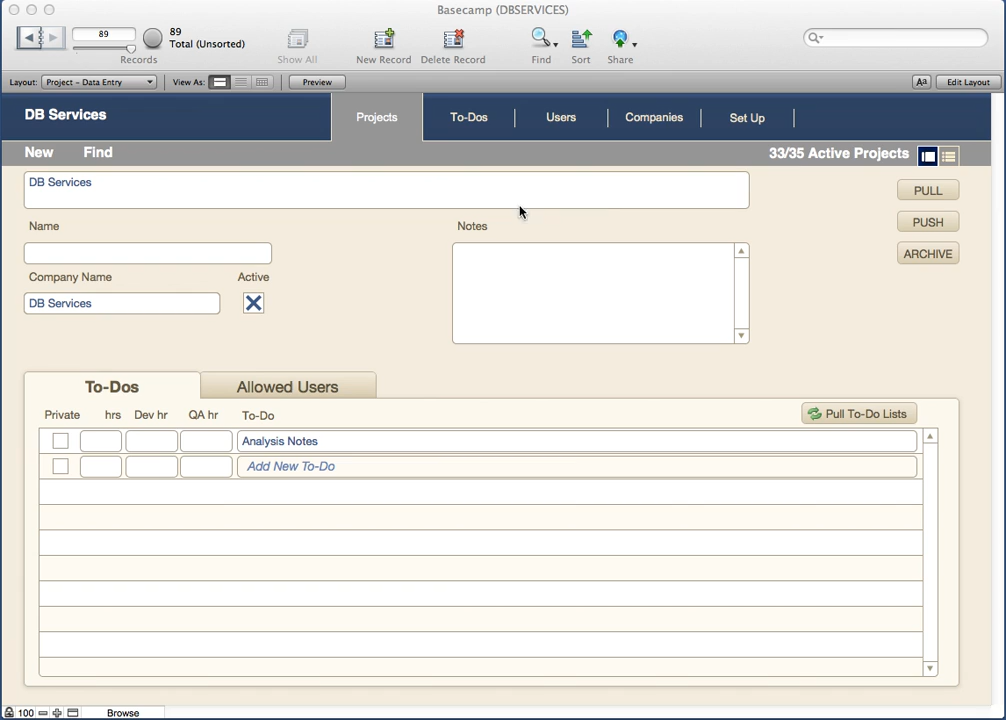 Basecamp (DBSERVICES)
89
89
Total (Unsorted)
Records
Show All
New Record
Delete Record
Find
Sort
Share
Layout: Project - Data Entry
View As:
Preview
Aa
Edit Layout
DB Services
Projects
To-Dos
Users
Companies
Set Up
New
Find
33/35 Active Projects
DB Services
PULL
Name
Notes
PUSH
ARCHIVE
Company Name
Active
DB Services
To-Dos
Allowed Users
Private
hrs
Dev hr
QA hr
To-Do
Pull To-Do Lists
Analysis Notes
Add New To-Do
100
Browse